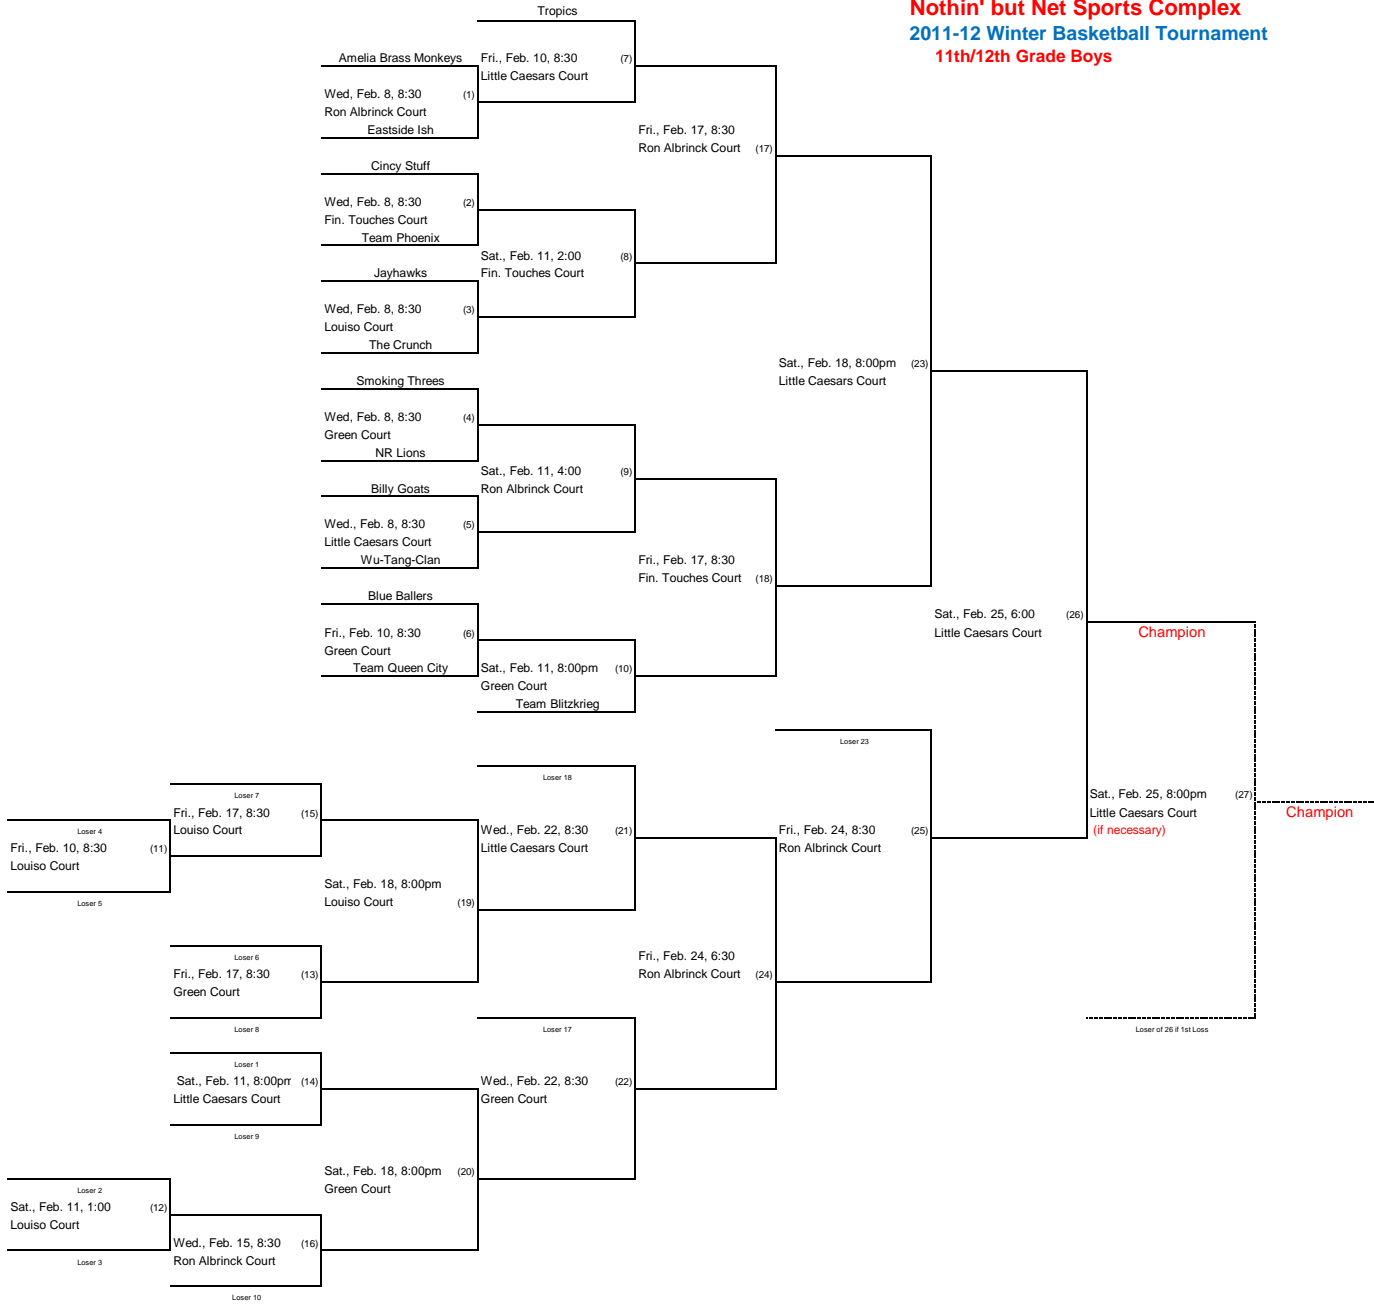 Nothin' but Net Sports Complex
2011-12 Winter Basketball Tournament
11th/12th Grade Boys
Tropics
Fri., Feb. 10, 8:30 (7)
Little Caesars Court
Amelia Brass Monkeys
Wed, Feb. 8, 8:30 (1)
Ron Albrinck Court
Eastside Ish
Fri., Feb. 17, 8:30
Ron Albrinck Court (17)
Cincy Stuff
Wed, Feb. 8, 8:30 (2)
Fin. Touches Court
Team Phoenix
Sat., Feb. 11, 2:00 (8)
Fin. Touches Court
Jayhawks
Wed, Feb. 8, 8:30 (3)
Louiso Court
The Crunch
Sat., Feb. 18, 8:00pm (23)
Little Caesars Court
Smoking Threes
Wed, Feb. 8, 8:30 (4)
Green Court
NR Lions
Sat., Feb. 11, 4:00 (9)
Ron Albrinck Court
Billy Goats
Wed., Feb. 8, 8:30 (5)
Little Caesars Court
Wu-Tang-Clan
Fri., Feb. 17, 8:30
Fin. Touches Court (18)
Blue Ballers
Fri., Feb. 10, 8:30 (6)
Green Court
Team Queen City
Sat., Feb. 11, 8:00pm (10)
Green Court
Team Blitzkrieg
Sat., Feb. 25, 6:00 (26)
Little Caesars Court
Champion
Loser 23
Loser 18
Loser 7
Fri., Feb. 17, 8:30 (15)
Louiso Court
Loser 4
Fri., Feb. 10, 8:30 (11)
Louiso Court
Loser 5
Wed., Feb. 22, 8:30 (21)
Little Caesars Court
Fri., Feb. 24, 8:30 (25)
Ron Albrinck Court
Sat., Feb. 25, 8:00pm (27)
Little Caesars Court
(if necessary)
Champion
Sat., Feb. 18, 8:00pm
Louiso Court (19)
Loser 6
Fri., Feb. 17, 8:30 (13)
Green Court
Loser 8
Fri., Feb. 24, 6:30
Ron Albrinck Court (24)
Loser 17
Loser of 26 if 1st Loss
Loser 1
Sat., Feb. 11, 8:00pm (14)
Little Caesars Court
Loser 9
Wed., Feb. 22, 8:30 (22)
Green Court
Sat., Feb. 18, 8:00pm (20)
Green Court
Loser 2
Sat., Feb. 11, 1:00 (12)
Louiso Court
Loser 3
Wed., Feb. 15, 8:30 (16)
Ron Albrinck Court
Loser 10